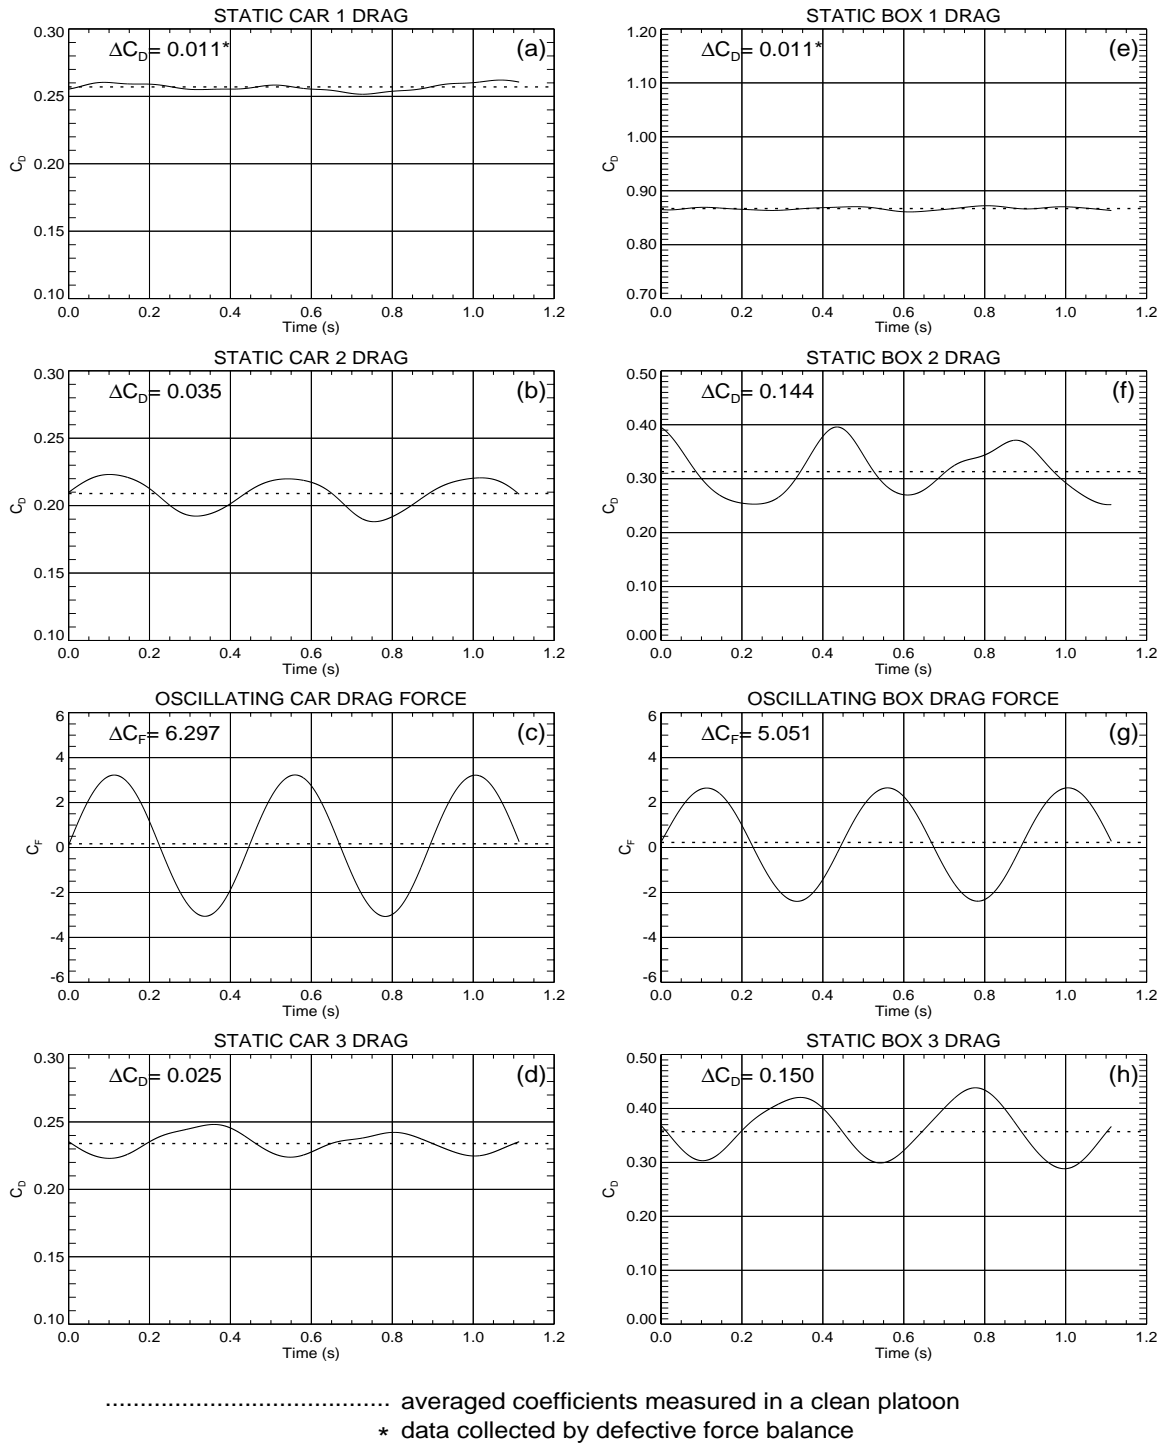 STATIC CAR 1 DRAG
ΔC_D= 0.011*
(a)
0.30
0.25
0.20
0.15
0.10
C_D
0.0 0.2 0.4 0.6 0.8 1.0 1.2
Time (s)
STATIC BOX 1 DRAG
ΔC_D= 0.011*
(e)
1.20
1.10
1.00
0.90
0.80
0.70
C_D
0.0 0.2 0.4 0.6 0.8 1.0 1.2
Time (s)
STATIC CAR 2 DRAG
ΔC_D= 0.035
(b)
0.30
0.25
0.20
0.15
0.10
C_D
0.0 0.2 0.4 0.6 0.8 1.0 1.2
Time (s)
STATIC BOX 2 DRAG
ΔC_D= 0.144
(f)
0.50
0.40
0.30
0.20
0.10
0.00
C_D
0.0 0.2 0.4 0.6 0.8 1.0 1.2
Time (s)
OSCILLATING CAR DRAG FORCE
ΔC_F= 6.297
(c)
6
4
2
0
-2
-4
-6
C_F
0.0 0.2 0.4 0.6 0.8 1.0 1.2
Time (s)
OSCILLATING BOX DRAG FORCE
ΔC_F= 5.051
(g)
6
4
2
0
-2
-4
-6
C_F
0.0 0.2 0.4 0.6 0.8 1.0 1.2
Time (s)
STATIC CAR 3 DRAG
ΔC_D= 0.025
(d)
0.30
0.25
0.20
0.15
0.10
C_D
0.0 0.2 0.4 0.6 0.8 1.0 1.2
Time (s)
STATIC BOX 3 DRAG
ΔC_D= 0.150
(h)
0.50
0.40
0.30
0.20
0.10
0.00
C_D
0.0 0.2 0.4 0.6 0.8 1.0 1.2
Time (s)
averaged coefficients measured in a clean platoon
* data collected by defective force balance